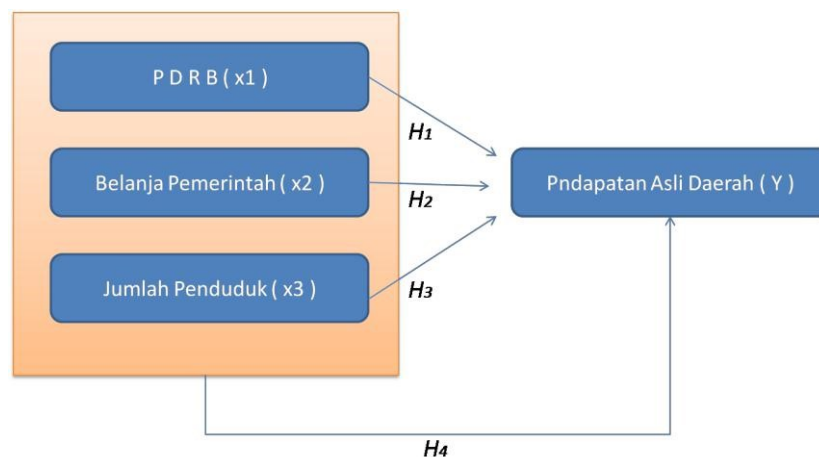 P D R B ( x1 )
H1
Belanja Pemerintah ( x2 )
H2
Pndapatan Asli Daerah ( Y )
Jumlah Penduduk ( x3 )
H3
H4